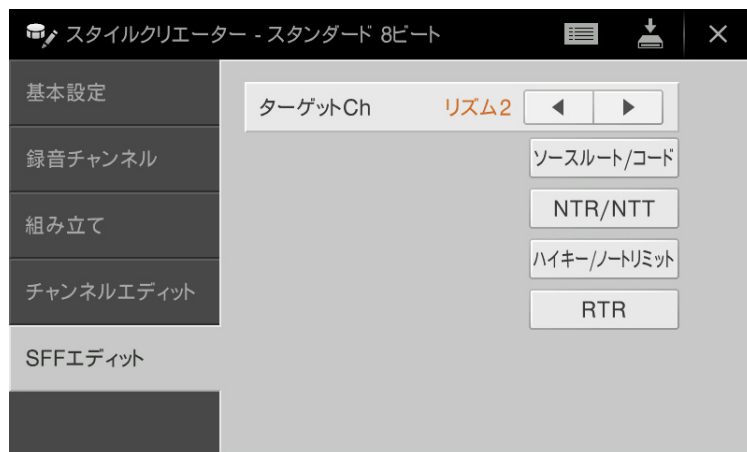 スタイルクリエーター - スタンダード 8ビート
基本設定
ターゲットCh リズム2
録音チャンネル
ソースルート/コード
組み立て
NTR/NTT
ハイキー/ノートリミット
チャンネルエディット
RTR
SFFエディット